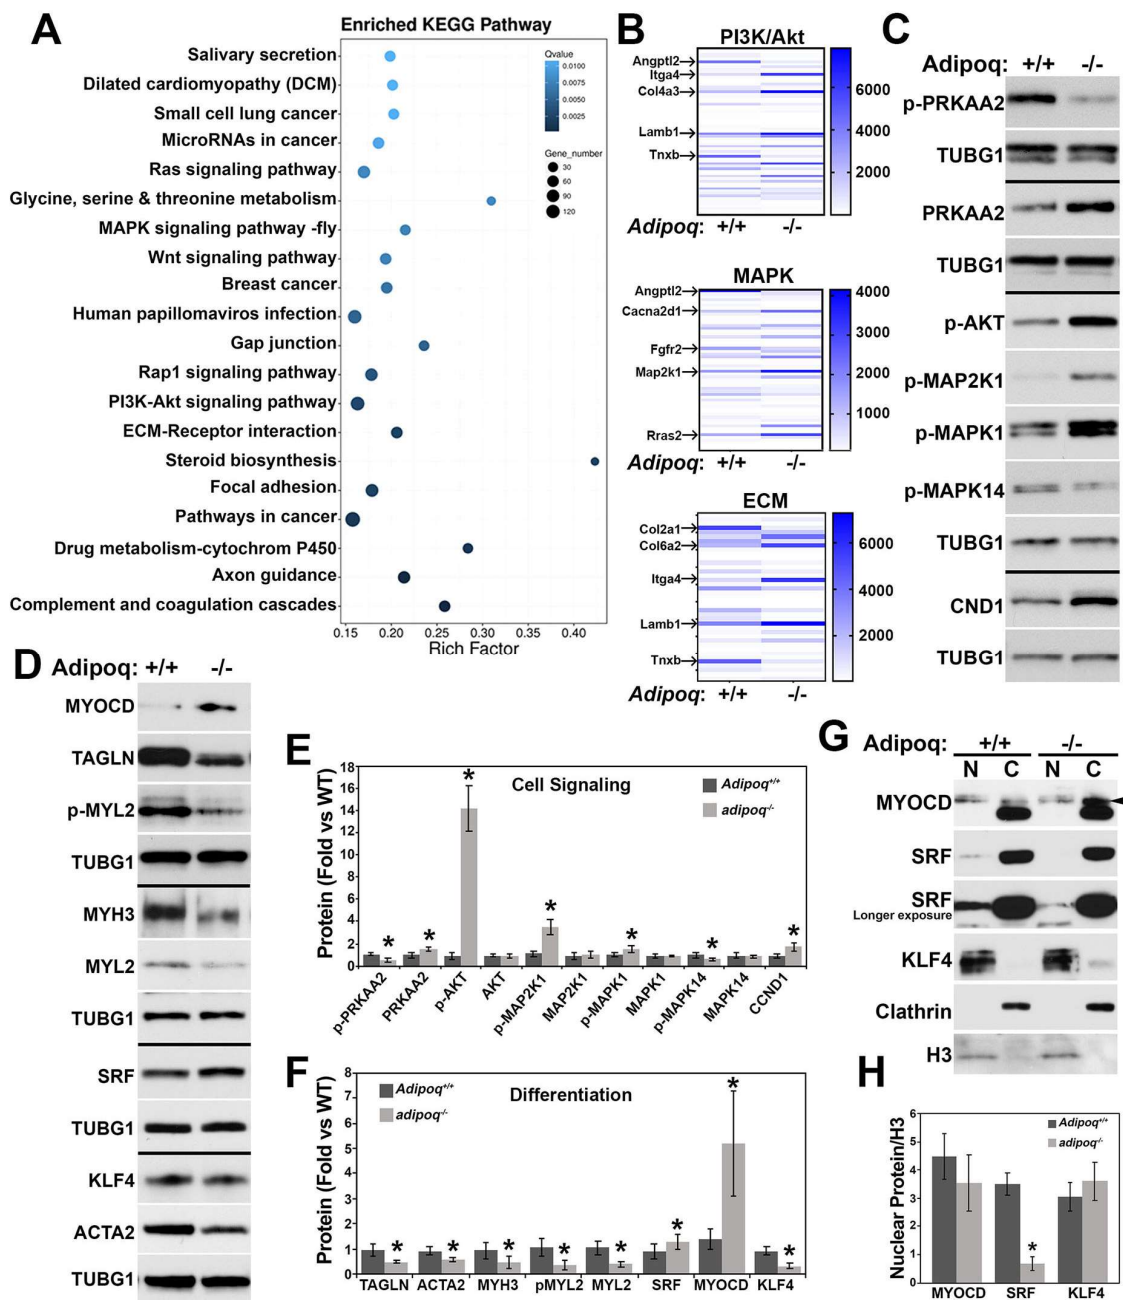 A
Enriched KEGG Pathway
Salivary secretion
Dilated cardiomyopathy (DCM)
Small cell lung cancer
MicroRNAs in cancer
Ras signaling pathway
Glycine, serine & threonine metabolism
MAPK signaling pathway -fly
Wnt signaling pathway
Breast cancer
Human papillomaviros infection
Gap junction
Rap1 signaling pathway
PI3K-Akt signaling pathway
ECM-Receptor interaction
Steroid biosynthesis
Focal adhesion
Pathways in cancer
Drug metabolism-cytochrom P450
Axon guidance
Complement and coagulation cascades
0.15 0.20 0.25 0.30 0.35 0.40
Rich Factor
Qvalue
0.0100
0.0075
0.0050
0.0025
Gene_number
30
60
90
120
B
PI3K/Akt
Angptl2
Itga4
Col4a3
Lamb1
Tnxb
6000
4000
2000
0
Adipoq: +/+ -/-
MAPK
Angptl2
Cacna2d1
Fgfr2
Map2k1
Rras2
4000
3000
2000
1000
Adipoq: +/+ -/-
ECM
Col2a1
Col6a2
Itga4
Lamb1
Tnxb
6000
4000
2000
Adipoq: +/+ -/-
C
Adipoq: +/+ -/-
p-PRKAA2
TUBG1
PRKAA2
TUBG1
p-AKT
p-MAP2K1
p-MAPK1
p-MAPK14
TUBG1
CND1
TUBG1
D
Adipoq: +/+ -/-
MYOCD
TAGLN
p-MYL2
TUBG1
MYH3
MYL2
TUBG1
SRF
TUBG1
KLF4
ACTA2
TUBG1
E
Cell Signaling
Adipoq+/+
adipoq-/-
Protein (Fold vs WT)
18
16
14
12
10
8
6
4
2
0
* * * * * * *
p-PRKAA2 PRKAA2 p-AKT AKT p-MAP2K1 MAP2K1 p-MAPK1 MAPK1 p-MAPK14 MAPK14 CCND1
F
Differentiation
Adipoq+/+
adipoq-/-
Protein (Fold vs WT)
8
7
6
5
4
3
2
1
0
* * * * * * * *
TAGLN ACTA2 MYH3 pMYL2 MYL2 SRF MYOCD KLF4
G
Adipoq: +/+ -/-
N C N C
MYOCD
SRF
SRF
Longer exposure
KLF4
Clathrin
H3
H
Adipoq+/+
adipoq-/-
Nuclear Protein/H3
6
5
4
3
2
1
0
*
MYOCD SRF KLF4